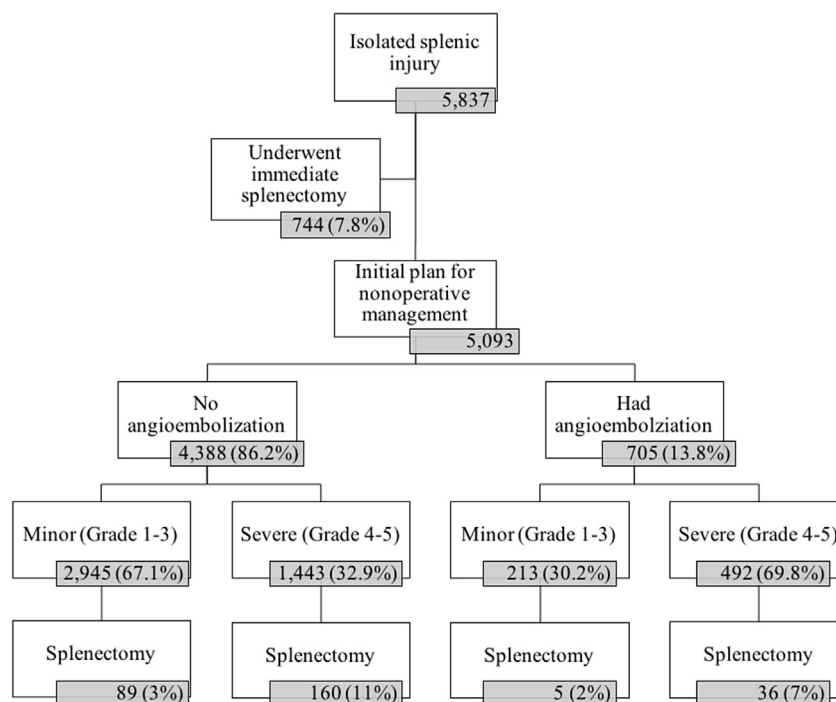 Isolated splenic
injury
5,837
Underwent
immediate
splenectomy
744 (7.8%)
Initial plan for
nonoperative
management
5,093
No
angioembolization
4,388 (86.2%)
Had
angioembolziation
705 (13.8%)
Minor (Grade 1-3)
2,945 (67.1%)
Severe (Grade 4-5)
1,443 (32.9%)
Minor (Grade 1-3)
213 (30.2%)
Severe (Grade 4-5)
492 (69.8%)
Splenectomy
89 (3%)
Splenectomy
160 (11%)
Splenectomy
5 (2%)
Splenectomy
36 (7%)